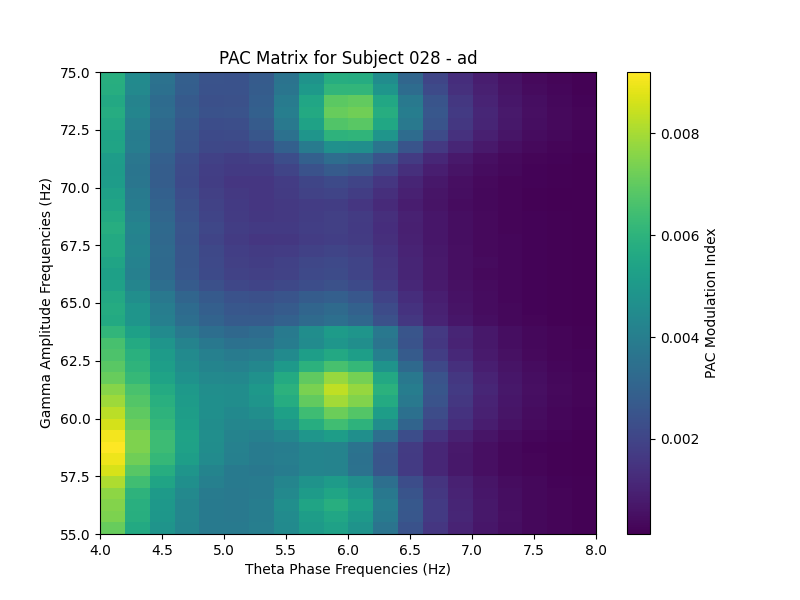 PAC Matrix for Subject 028 - ad
75.0
72.5
70.0
67.5
65.0
62.5
60.0
57.5
55.0
Gamma Amplitude Frequencies (Hz)
4.0 4.5 5.0 5.5 6.0 6.5 7.0 7.5 8.0
Theta Phase Frequencies (Hz)
0.008
0.006
0.004
0.002
PAC Modulation Index